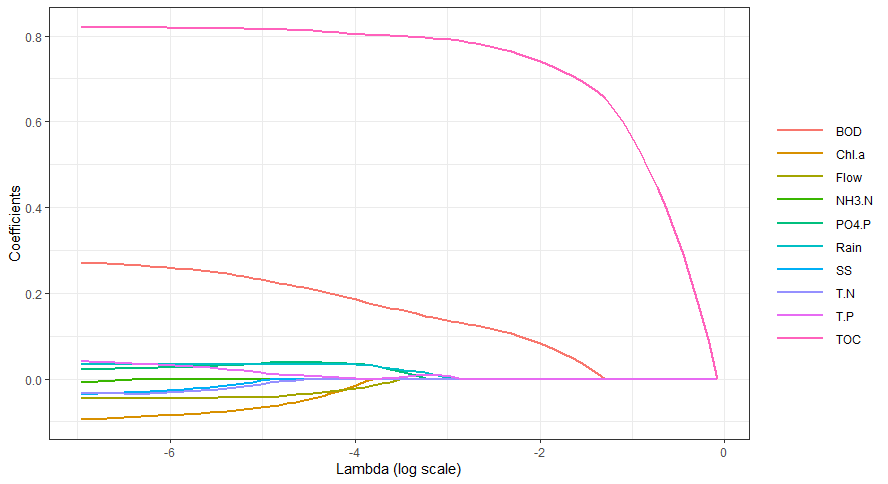 0.8
0.6
0.4
0.2
0.0
Coefficients
-6
-4
-2
0
Lambda (log scale)
BOD
Chl.a
Flow
NH3.N
PO4.P
Rain
SS
T.N
T.P
TOC